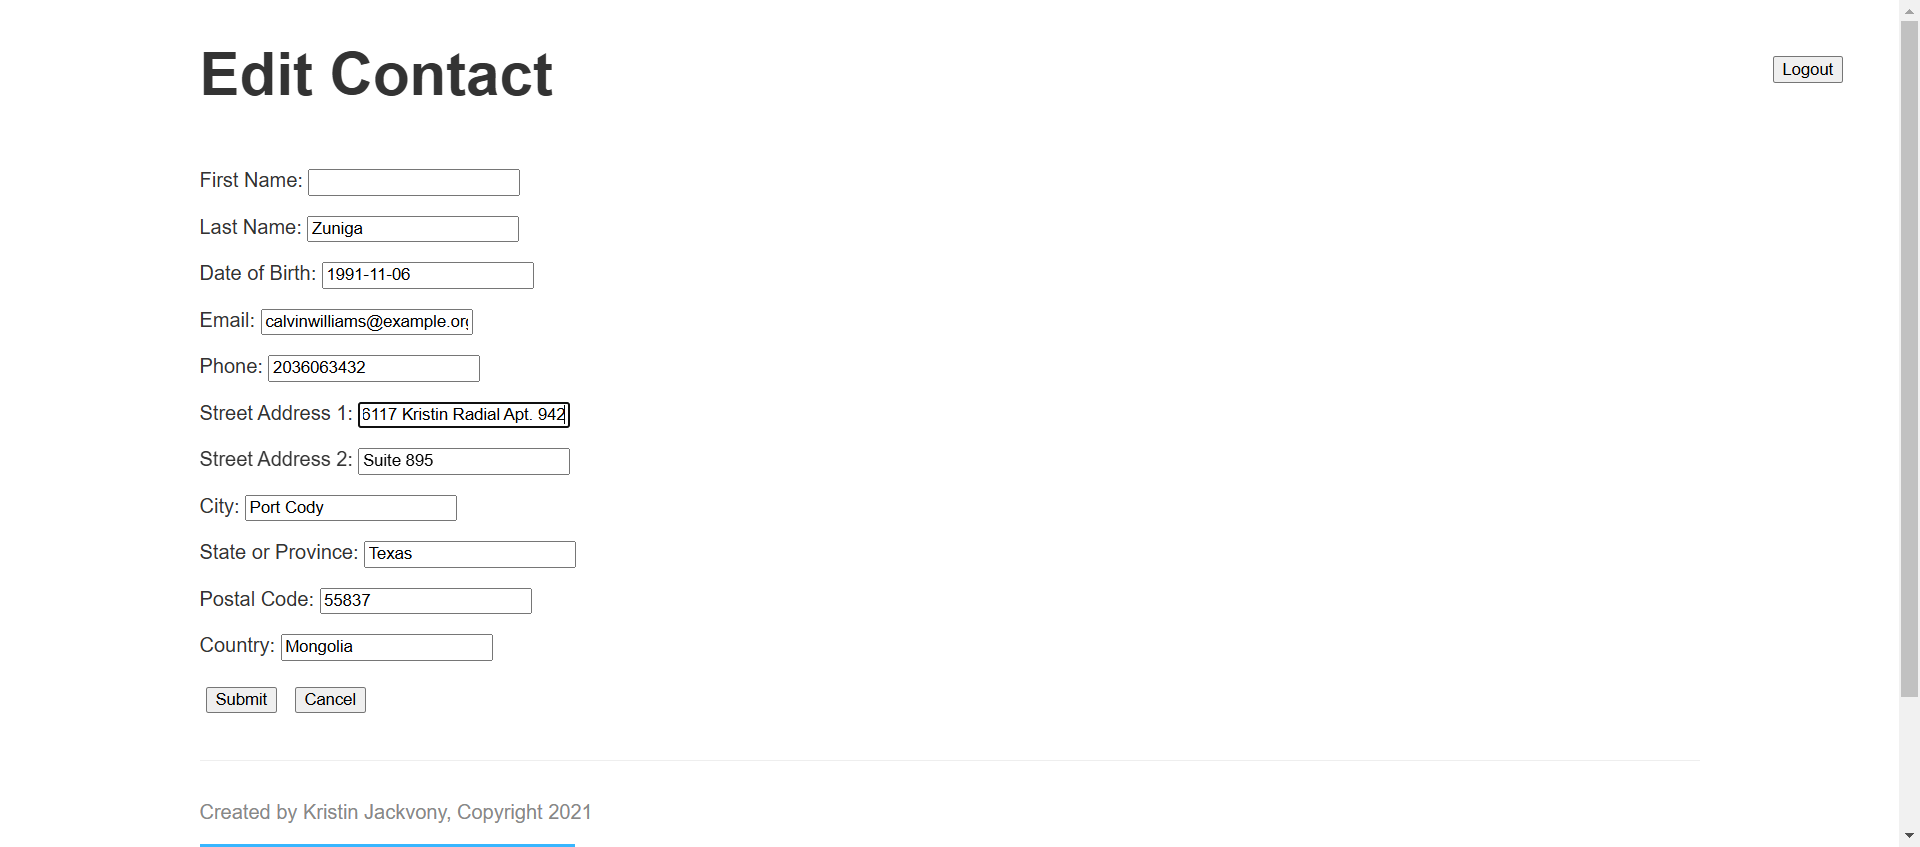 Edit Contact
Logout
First Name:
Last Name: Zuniga
Date of Birth: 1991-11-06
Email: calvinwilliams@example.org
Phone: 2036063432
Street Address 1: 6117 Kristin Radial Apt. 942
Street Address 2: Suite 895
City: Port Cody
State or Province: Texas
Postal Code: 55837
Country: Mongolia
Submit Cancel
Created by Kristin Jackvony, Copyright 2021